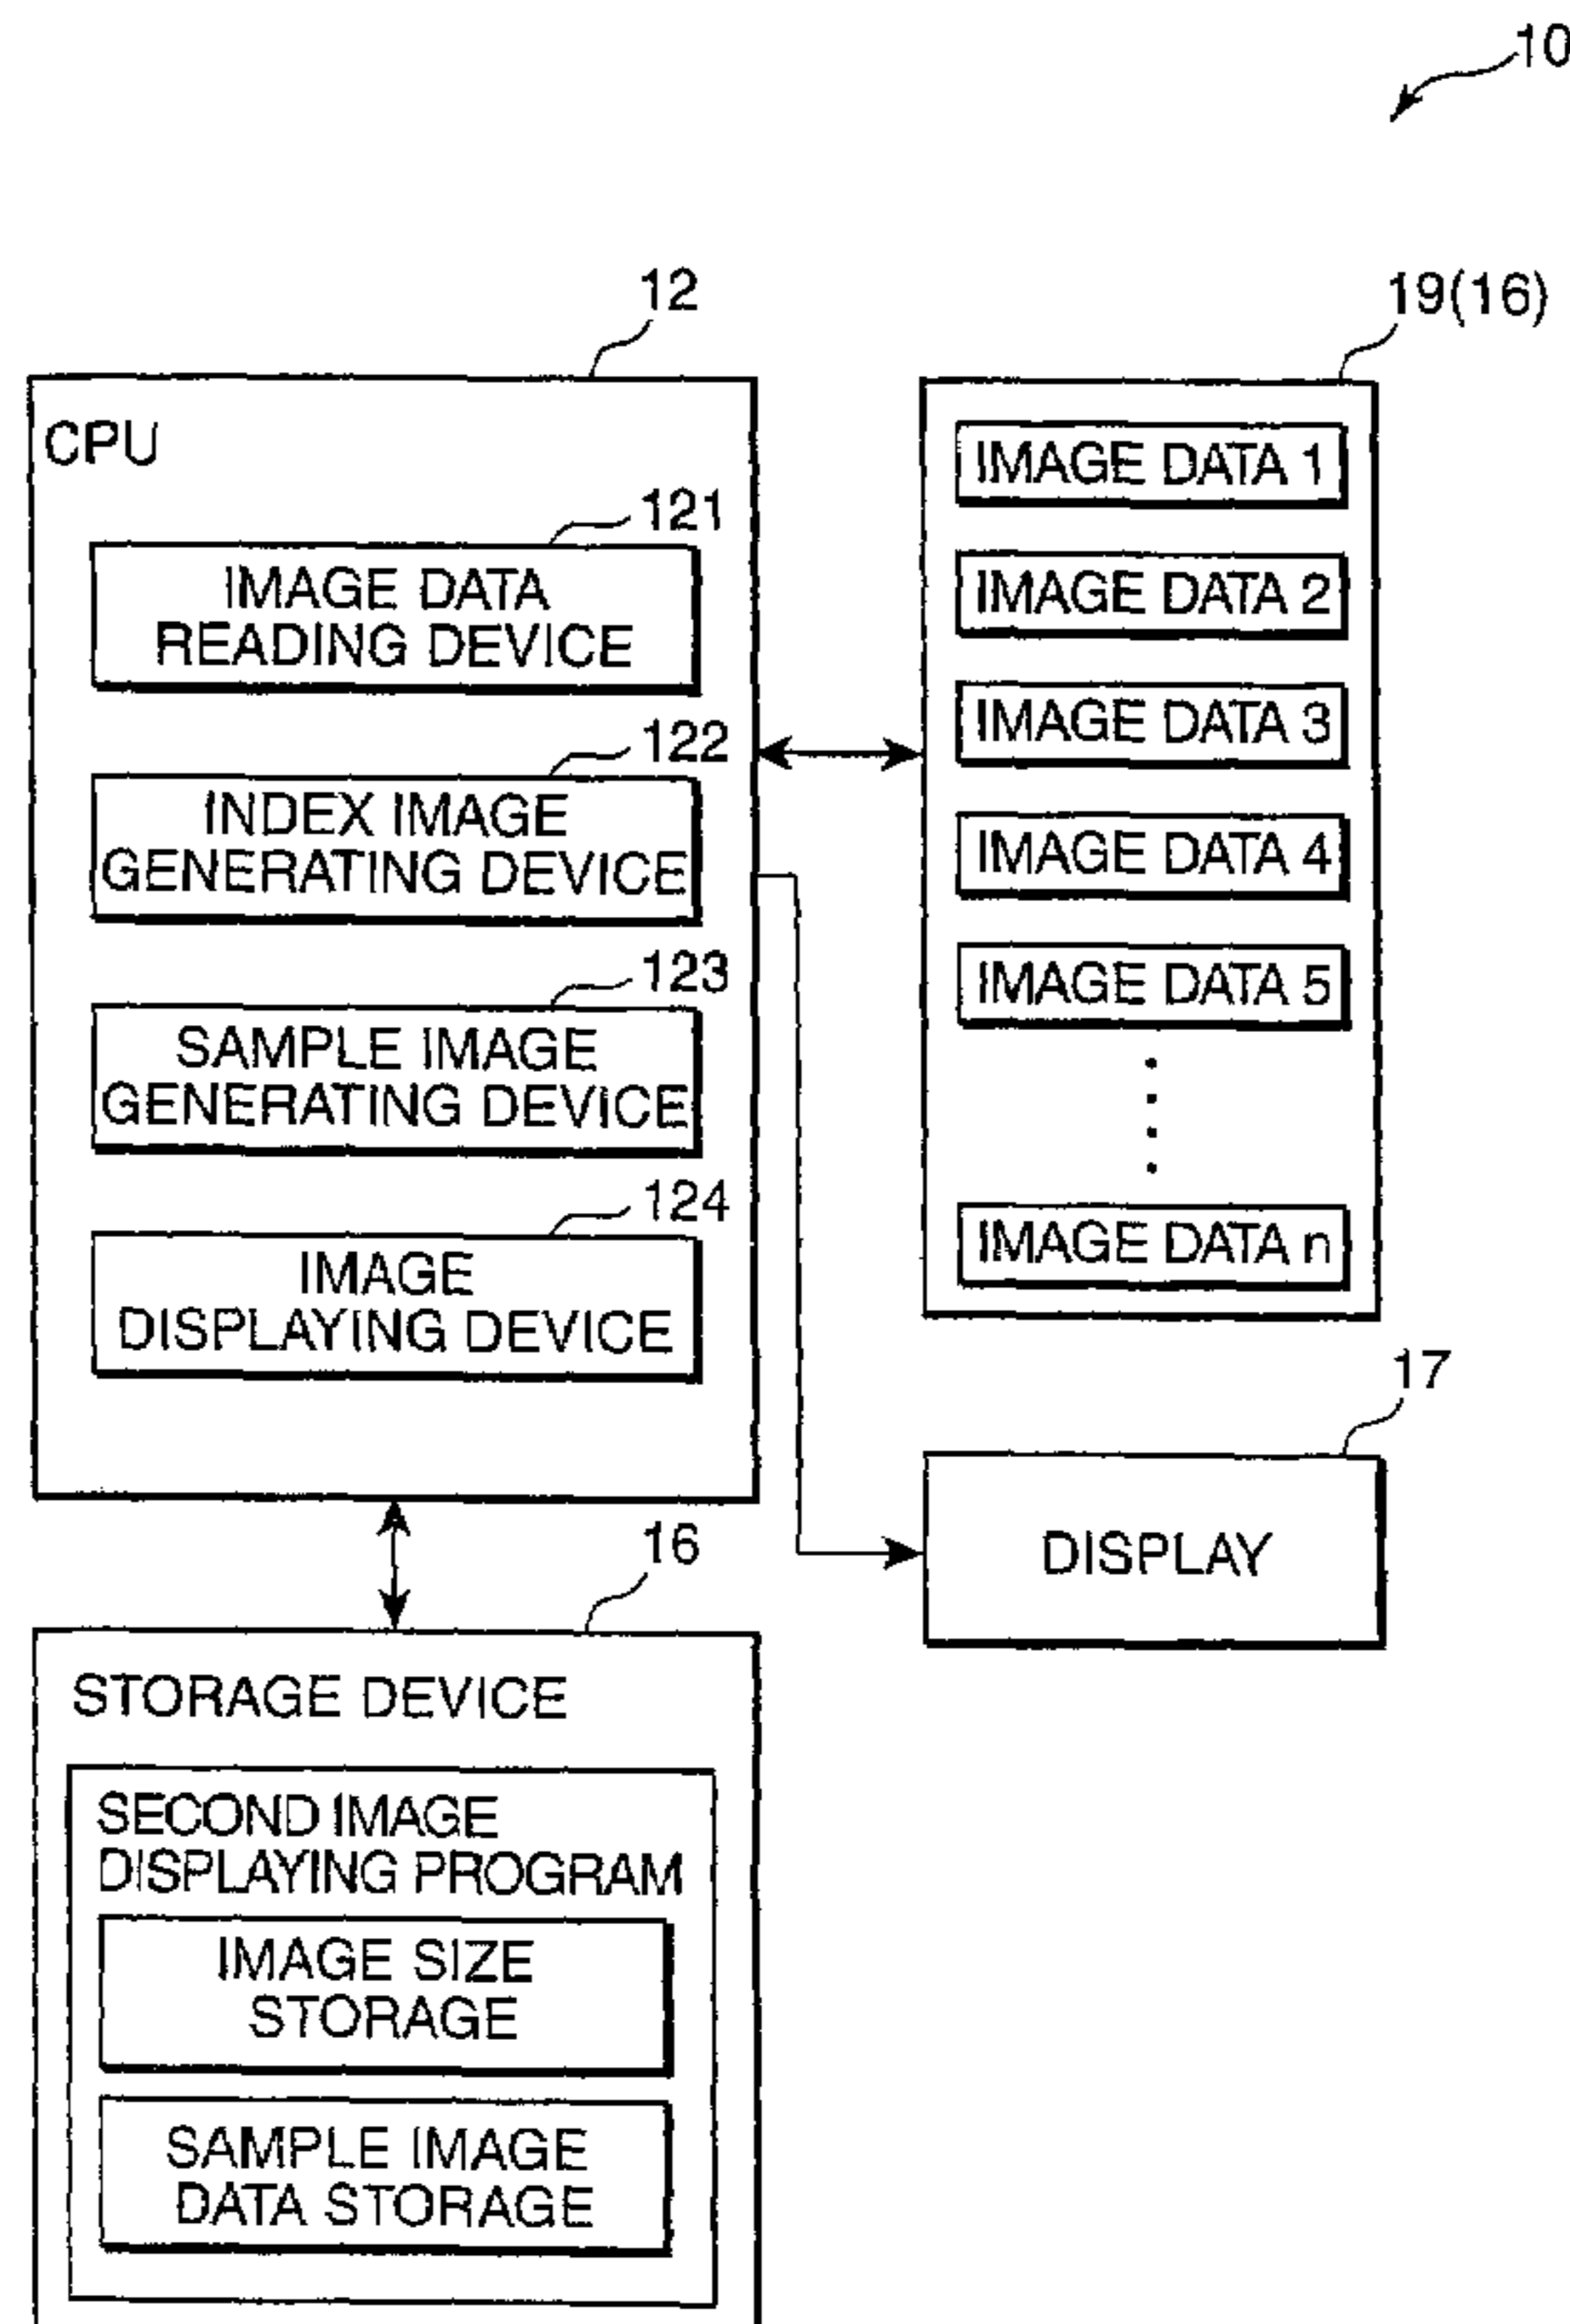 10
12
CPU
121
IMAGE DATA
READING DEVICE
122
INDEX IMAGE
GENERATING DEVICE
123
SAMPLE IMAGE
GENERATING DEVICE
124
IMAGE
DISPLAYING DEVICE
19(16)
IMAGE DATA 1
IMAGE DATA 2
IMAGE DATA 3
IMAGE DATA 4
IMAGE DATA 5
IMAGE DATA n
17
DISPLAY
16
STORAGE DEVICE
SECOND IMAGE
DISPLAYING PROGRAM
IMAGE SIZE
STORAGE
SAMPLE IMAGE
DATA STORAGE